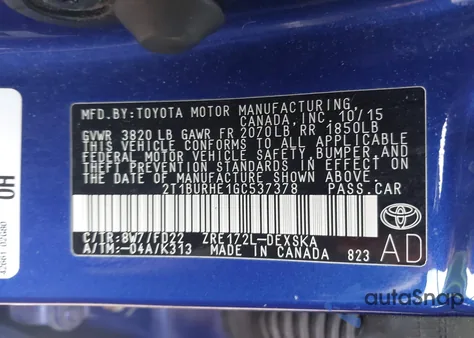 MFD.BY:TOYOTA MOTOR MANUFACTURING,
CANADA, INC. 10/15
GVWR 3820 LB GAWR FR 2070LB RR 1850LB
THIS VEHICLE CONFORMS TO ALL APPLICABLE
FEDERAL MOTOR VEHICLE SAFETY, BUMPER, AND
THEFT PREVENTION STANDARDS IN EFFECT ON
THE DATE OF MANUFACTURE SHOWN ABOVE.
2T1BURHE1GC537378 PASS.CAR
C/TR:8W7/FD22 ZRE172L-DEXSKA
A/TM:-04A/K313 MADE IN CANADA 823
TOYOTA
AD
HO
autoSnap